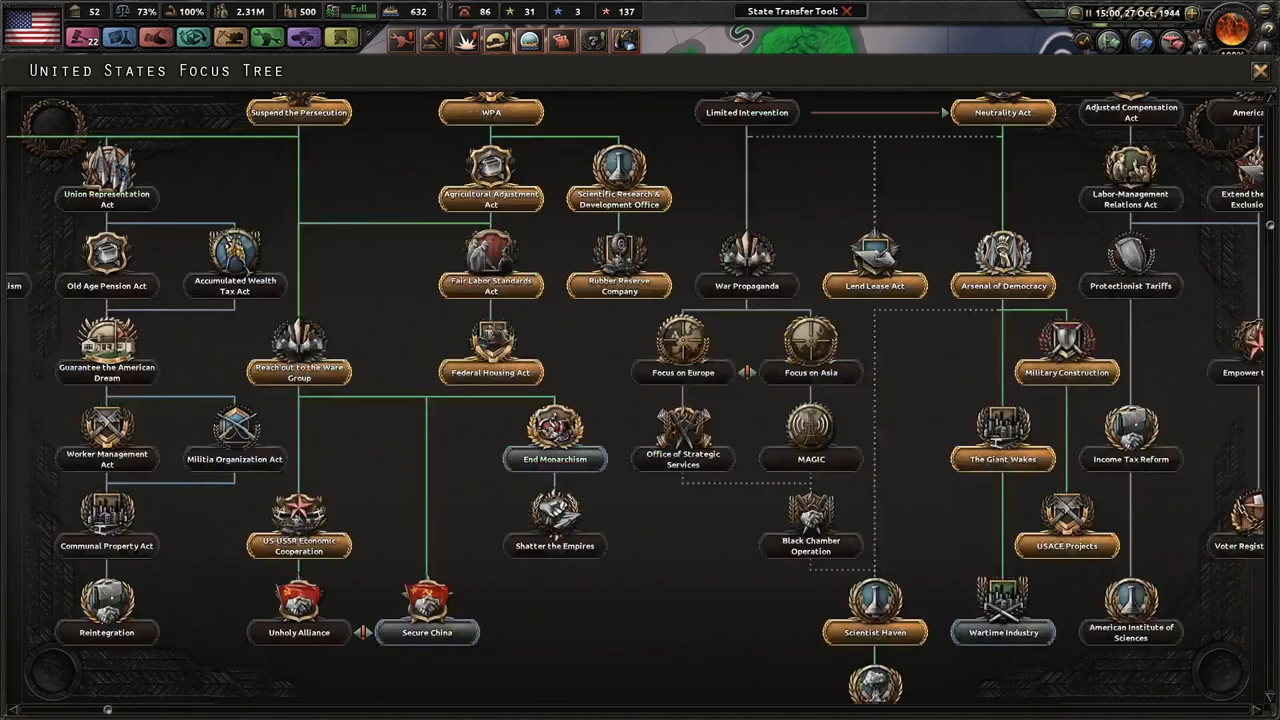 52 73% 100% 2.31M 500 Full 632 86 31 3 137 State Transfer Tool: 15:00, 27 Oct, 1944
22
100%
United States Focus Tree
Suspend the Persecution
WPA
Limited Intervention
Neutrality Act
Adjusted Compensation
Act
America
Union Representation
Act
Agricultural Adjustment
Act
Scientific Research &
Development Office
Labor-Management
Relations Act
Extend the
Exclusio
ism
Old Age Pension Act
Accumulated Wealth
Tax Act
Fair Labor Standards
Act
Rubber Reserve
Company
War Propaganda
Lend Lease Act
Arsenal of Democracy
Protectionist Tariffs
Guarantee the American
Dream
Reach out to the Ware
Group
Federal Housing Act
Focus on Europe
Focus on Asia
Military Construction
Empower t
Worker Management
Act
Militia Organization Act
End Monarchism
Office of Strategic
Services
MAGIC
The Giant Wakes
Income Tax Reform
Communal Property Act
US-USSR Economic
Cooperation
Shatter the Empires
Black Chamber
Operation
USACE Projects
Voter Regist
Reintegration
Unholy Alliance
Secure China
Scientist Haven
Wartime Industry
American Institute of
Sciences